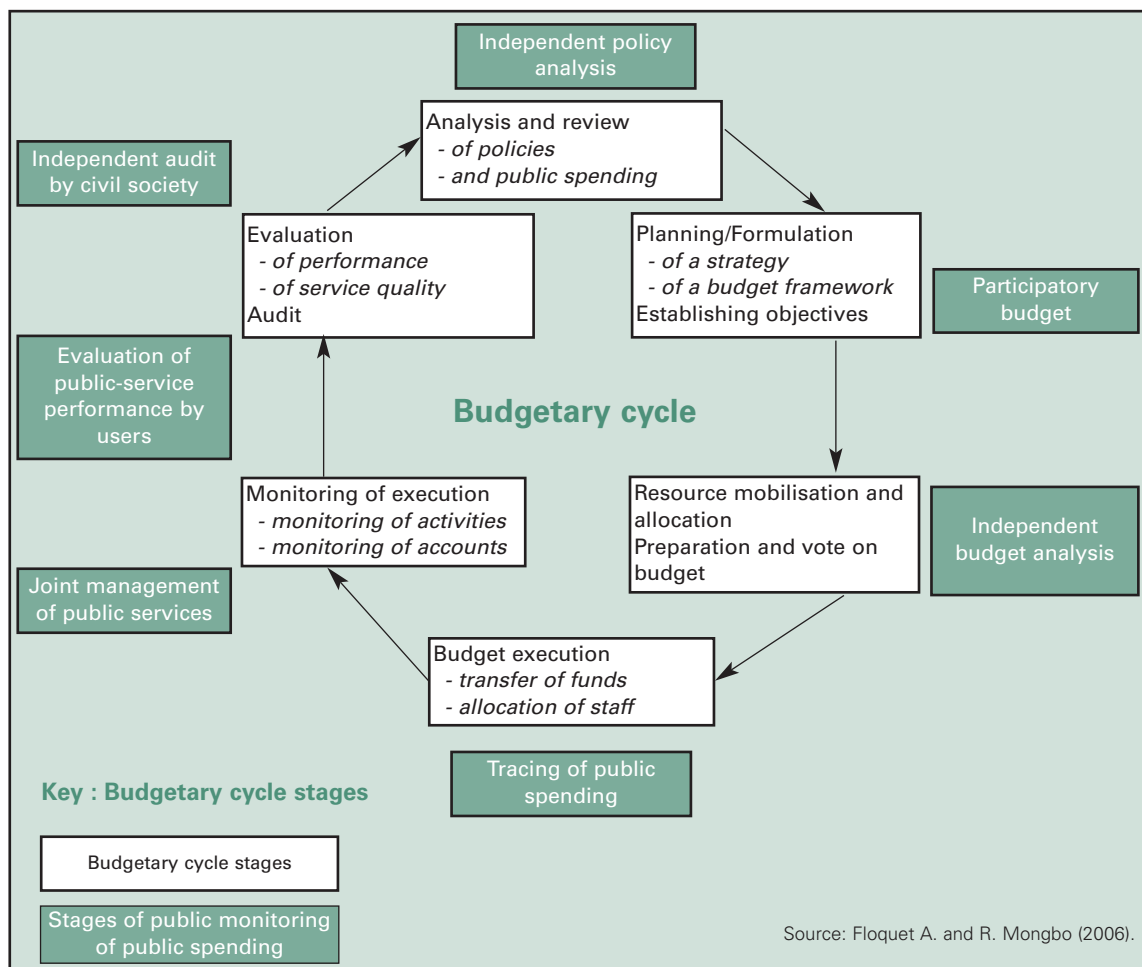 Independent policy
analysis
Analysis and review
- of policies
- and public spending
Independent audit
by civil society
Evaluation
- of performance
- of service quality
Audit
Planning/Formulation
- of a strategy
- of a budget framework
Establishing objectives
Participatory
budget
Evaluation of
public-service
performance by
users
Budgetary cycle
Monitoring of execution
- monitoring of activities
- monitoring of accounts
Resource mobilisation and
allocation
Preparation and vote on
budget
Independent
budget analysis
Joint management
of public services
Budget execution
- transfer of funds
- allocation of staff
Tracing of public
spending
Key : Budgetary cycle stages
Budgetary cycle stages
Stages of public monitoring
of public spending
Source: Floquet A. and R. Mongbo (2006).